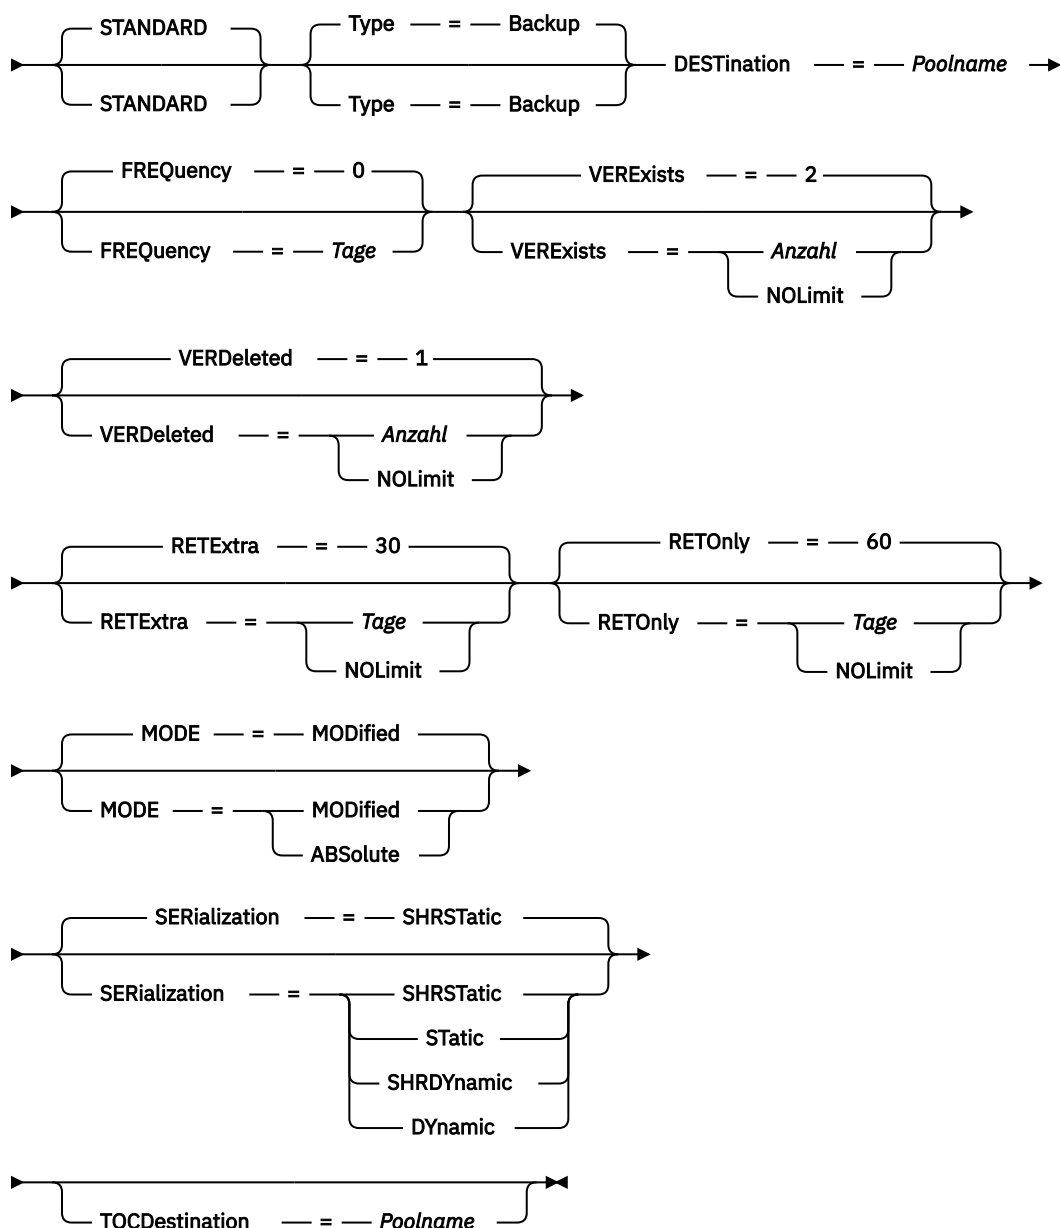 STANDARD Type = Backup
DESTination = Poolname
STANDARD Type = Backup
FREQuency = 0 VERExists = 2
FREQuency = Tage VERExists = Anzahl
NOLimit
VERDeleted = 1
VERDeleted = Anzahl
NOLimit
RETExtra = 30 RETOnly = 60
RETExtra = Tage RETOnly = Tage
NOLimit NOLimit
MODE = MODified
MODE = MODified
ABSolute
SERialization = SHRSTatic
SERialization = SHRSTatic
STatic
SHRDYnamic
DYnamic
TOCDestination = Poolname